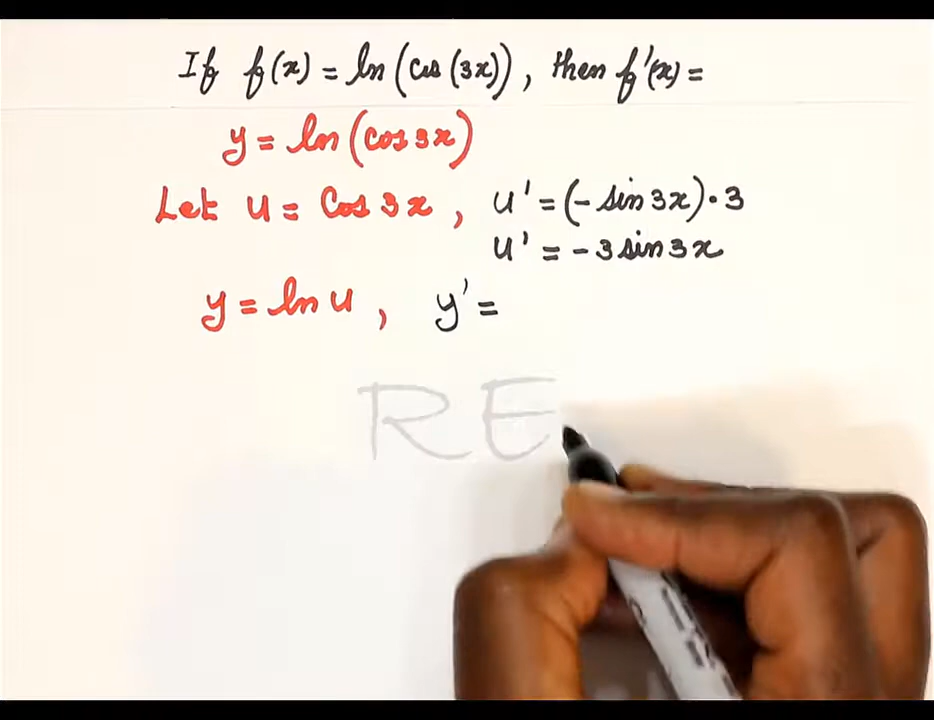 If f(x) = ln(cos(3x)), then f'(x) =
y = ln(cos 3x)
Let u = Cos 3x, u' = (- sin 3x) · 3
u' = - 3 sin 3x
y = ln u, y' =
RE